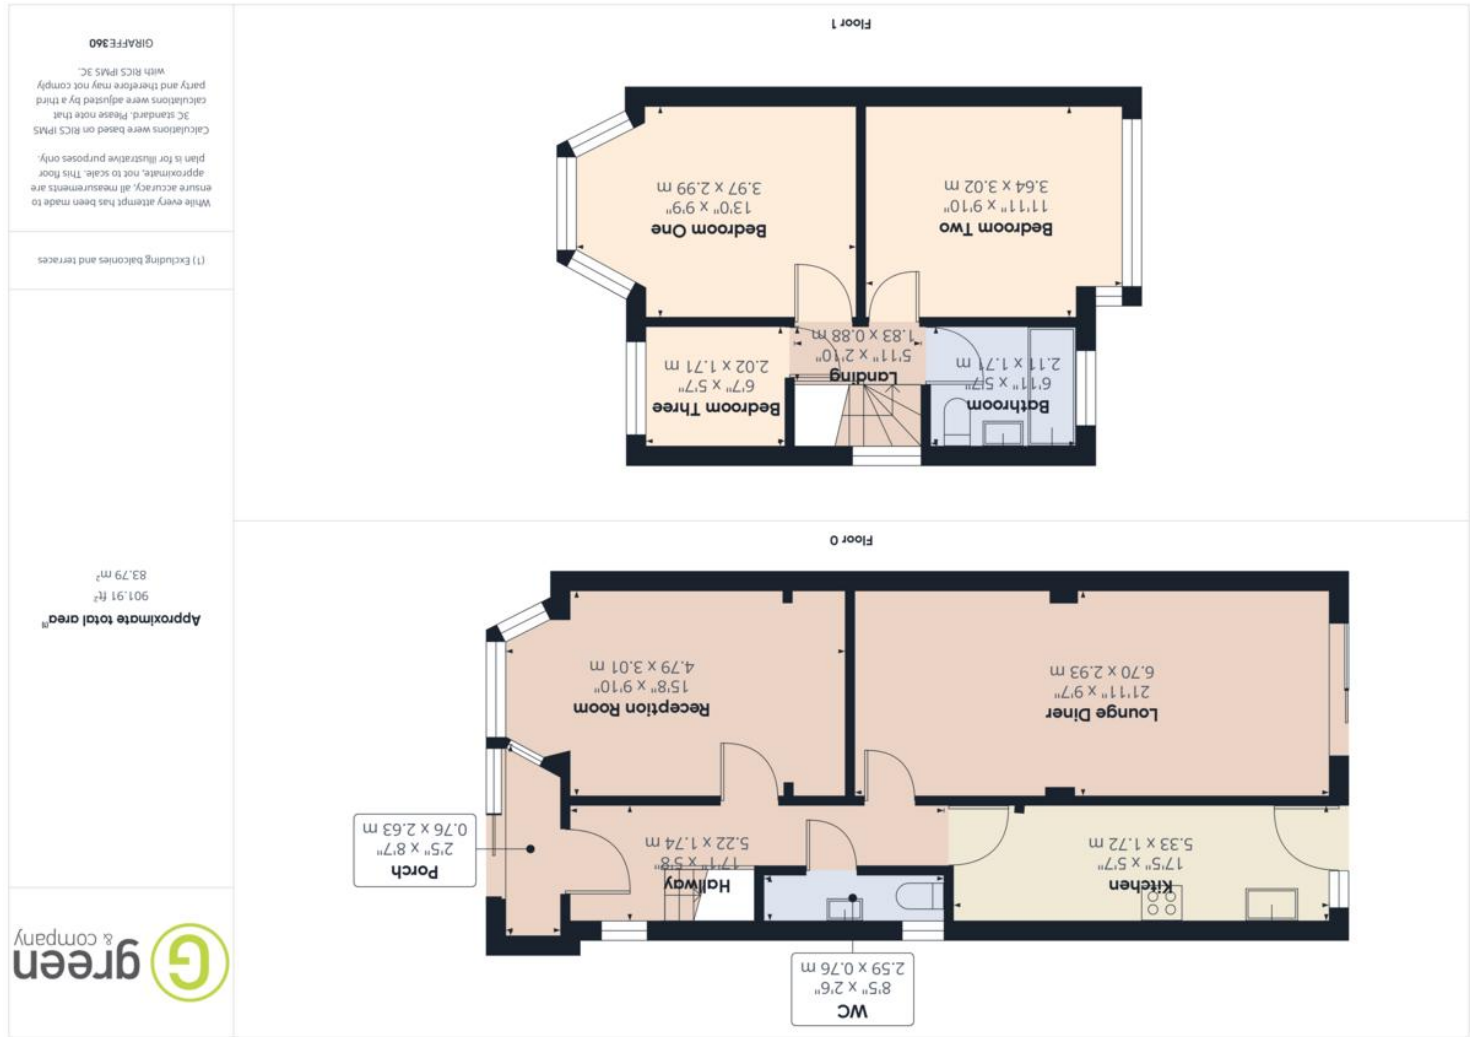 green
& company
Approximate total area⁽¹⁾
901.91 ft²
83.79 m²
(1) Excluding balconies and terraces
While every attempt has been made to
ensure accuracy, all measurements are
approximate, not to scale. This floor
plan is for illustrative purposes only.
Calculations were based on RICS IPMS
3C standard. Please note that
calculations were adjusted by a third
party and therefore may not comply
with RICS IPMS 3C.
GIRAFFE360
WC
8'5" x 2'6"
2.59 x 0.76 m
Porch
2'5" x 8'7"
0.76 x 2.63 m
Kitchen
17'5" x 5'7"
5.33 x 1.72 m
Hallway
17'1" x 5'8"
5.22 x 1.74 m
Lounge Diner
21'11" x 9'7"
6.70 x 2.93 m
Reception Room
15'8" x 9'10"
4.79 x 3.01 m
Floor 0
Bathroom
6'11" x 5'7"
2.11 x 1.71 m
Landing
5'11" x 2'10"
1.83 x 0.88 m
Bedroom Three
6'7" x 5'7"
2.02 x 1.71 m
Bedroom Two
11'11" x 9'10"
3.64 x 3.02 m
Bedroom One
13'0" x 9'9"
3.97 x 2.99 m
Floor 1